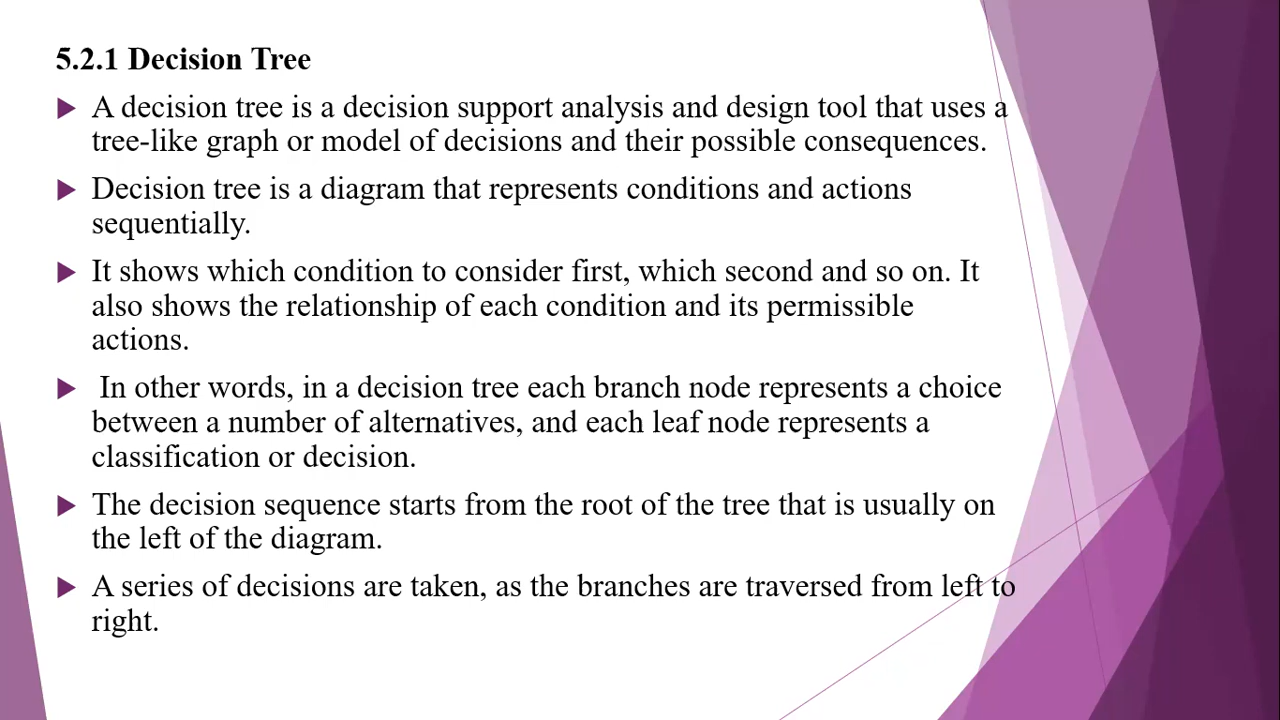 5.2.1 Decision Tree
A decision tree is a decision support analysis and design tool that uses a
tree-like graph or model of decisions and their possible consequences.
Decision tree is a diagram that represents conditions and actions
sequentially.
It shows which condition to consider first, which second and so on. It
also shows the relationship of each condition and its permissible
actions.
In other words, in a decision tree each branch node represents a choice
between a number of alternatives, and each leaf node represents a
classification or decision.
The decision sequence starts from the root of the tree that is usually on
the left of the diagram.
A series of decisions are taken, as the branches are traversed from left to
right.